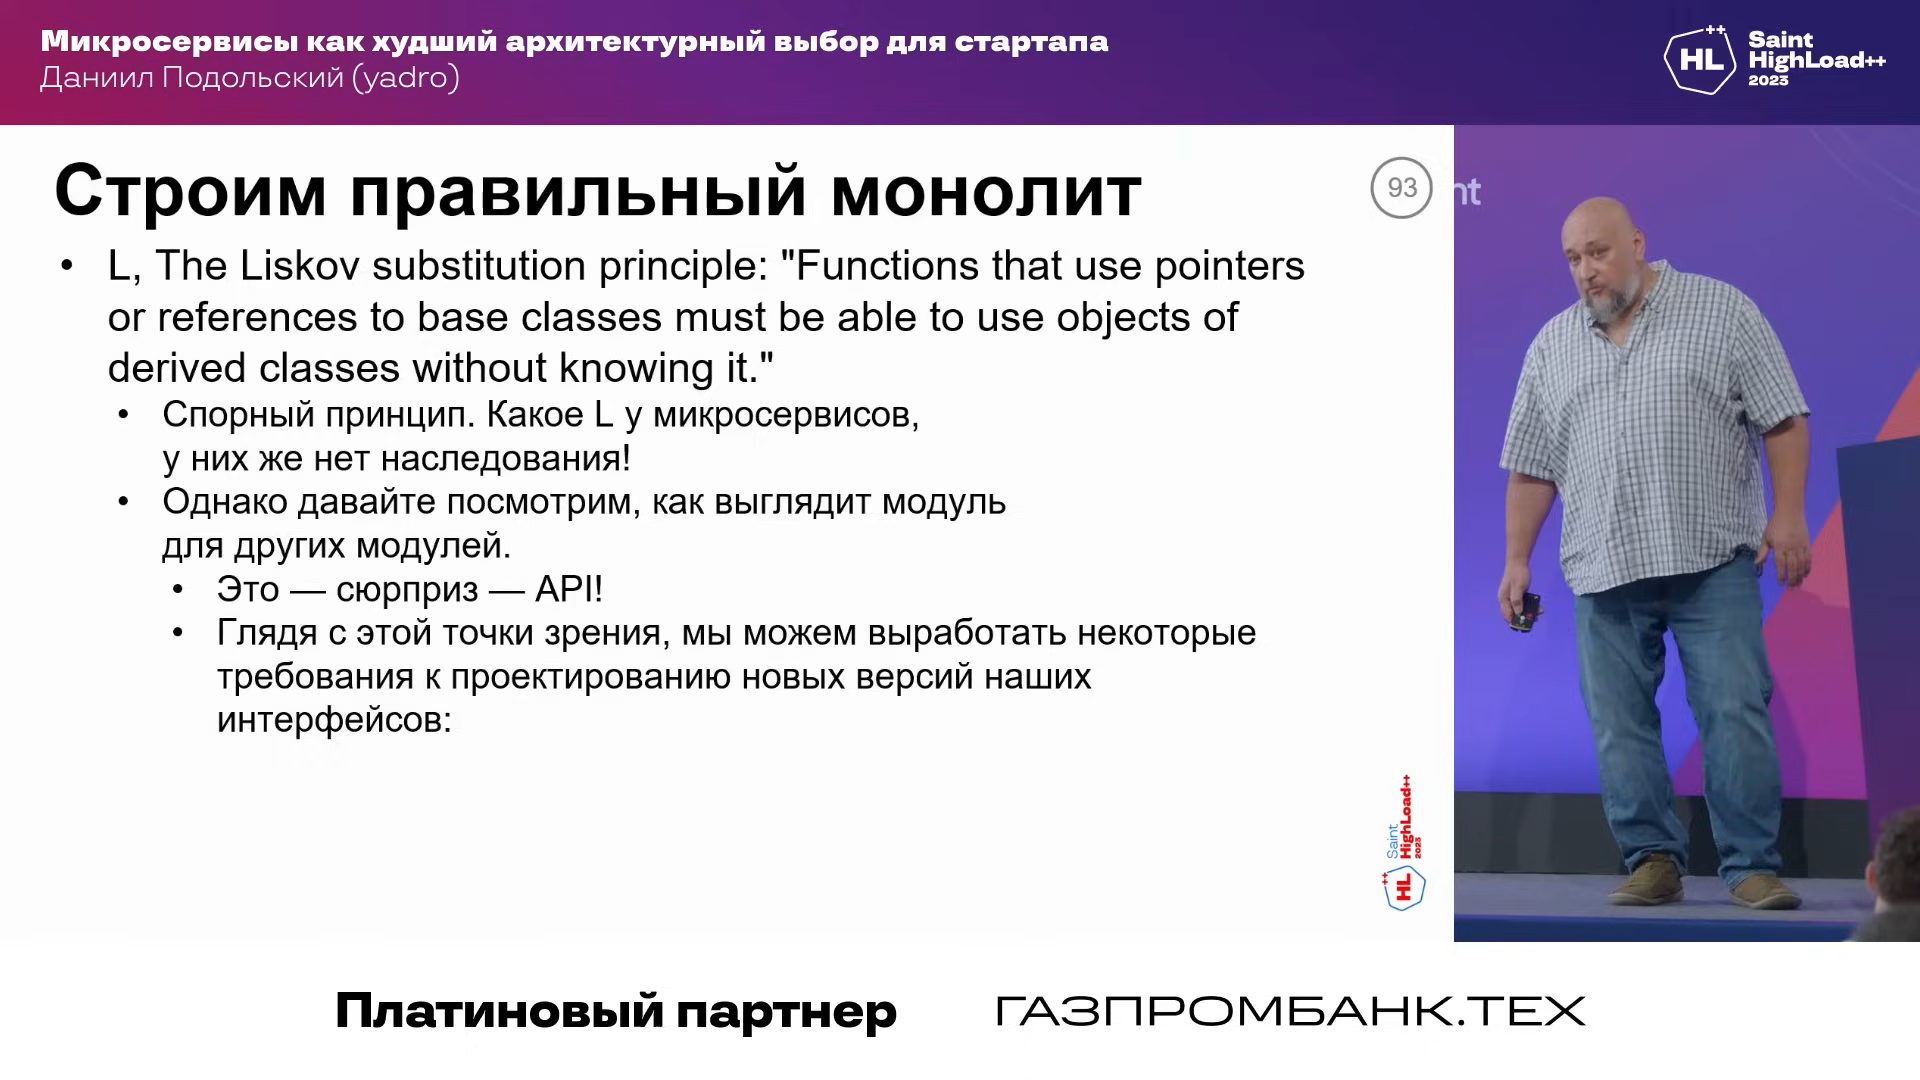 Микросервисы как худший архитектурный выбор для стартапа
Даниил Подольский (yadro)
++
HL
Saint
HighLoad++
2023
Строим правильный монолит
93
nt
• L, The Liskov substitution principle: "Functions that use pointers
or references to base classes must be able to use objects of
derived classes without knowing it."
• Спорный принцип. Какое L у микросервисов,
у них же нет наследования!
• Однако давайте посмотрим, как выглядит модуль
для других модулей.
• Это — сюрприз — API!
• Глядя с этой точки зрения, мы можем выработать некоторые
требования к проектированию новых версий наших
интерфейсов:
++
HL
Saint
HighLoad++
2023
Платиновый партнер
ГАЗПРОМБАНК.ТЕХ